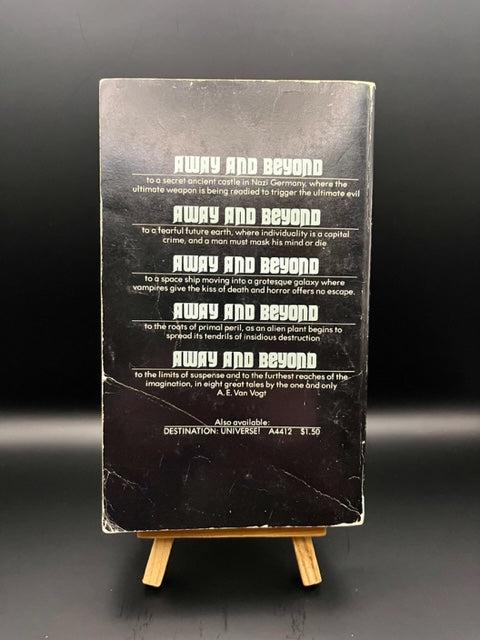 AWAY AND BEYOND
to a secret ancient castle in Nazi Germany, where the
ultimate weapon is being readied to trigger the ultimate evil
AWAY AND BEYOND
to a fearful future earth, where individuality is a capital
crime, and a man must mask his mind or die
AWAY AND BEYOND
to a space ship moving into a grotesque galaxy where
vampires give the kiss of death and horror offers no escape.
AWAY AND BEYOND
to the roots of primal peril, as an alien plant begins to
spread its tendrils of insidious destruction
AWAY AND BEYOND
to the limits of suspense and to the furthest reaches of the
imagination, in eight great tales by the one and only
A. E. Van Vogt
Also available:
DESTINATION: UNIVERSE! A4412 $1.50